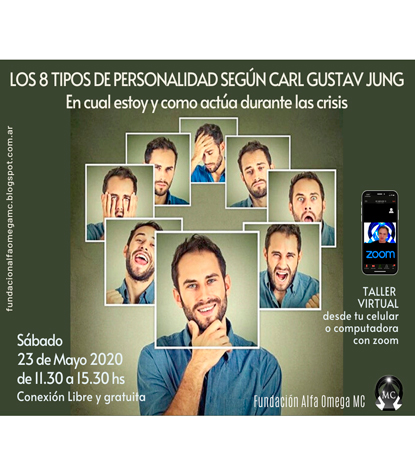 LOS 8 TIPOS DE PERSONALIDAD SEGÚN CARL GUSTAV JUNG
En cual estoy y como actúa durante las crisis
fundacionalfaomegamc.blogspot.com.ar
zoom
TALLER
VIRTUAL
desde tu celular
o computadora
con zoom
Sábado
23 de Mayo 2020
de 11.30 a 15.30 hs
Conexión Libre y gratuita
Fundación Alfa Omega MC
MC